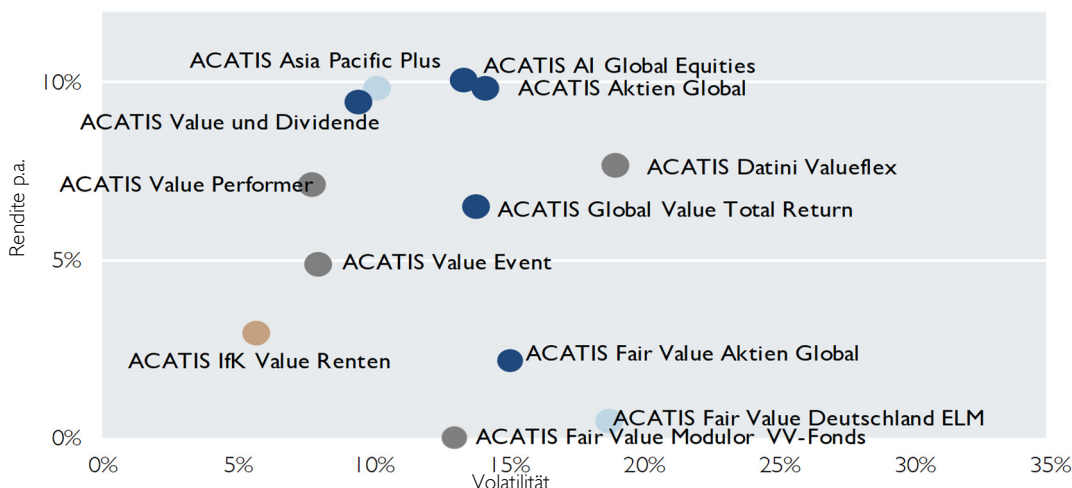 ACATIS Asia Pacific Plus
ACATIS AI Global Equities
10%
ACATIS Aktien Global
ACATIS Value und Dividende
Rendite p.a.
ACATIS Datini Valueflex
ACATIS Value Performer
ACATIS Global Value Total Return
5%
ACATIS Value Event
ACATIS IfK Value Renten
ACATIS Fair Value Aktien Global
ACATIS Fair Value Deutschland ELM
0%
ACATIS Fair Value Modulor VV-Fonds
0% 5% 10% 15% 20% 25% 30% 35%
Volatilität